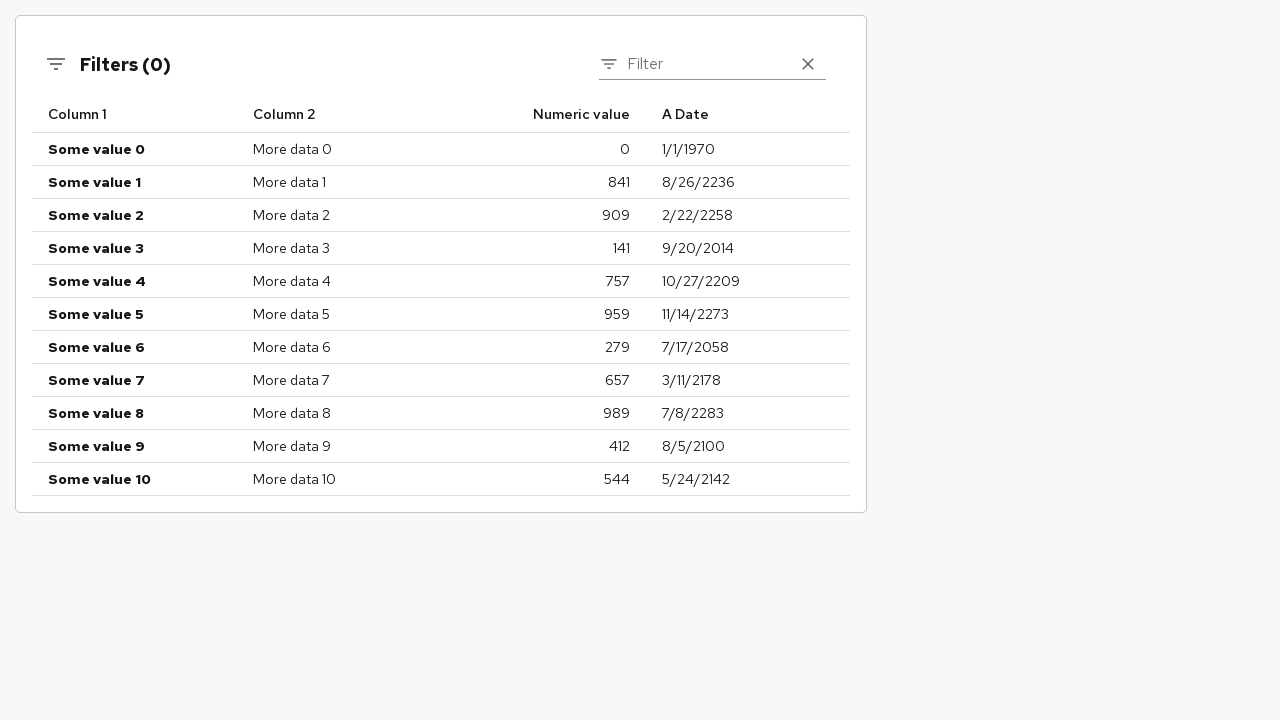 Filters (0)
Filter
Column 1 Column 2 Numeric value A Date
Some value 0 More data 0 0 1/1/1970
Some value 1 More data 1 841 8/26/2236
Some value 2 More data 2 909 2/22/2258
Some value 3 More data 3 141 9/20/2014
Some value 4 More data 4 757 10/27/2209
Some value 5 More data 5 959 11/14/2273
Some value 6 More data 6 279 7/17/2058
Some value 7 More data 7 657 3/11/2178
Some value 8 More data 8 989 7/8/2283
Some value 9 More data 9 412 8/5/2100
Some value 10 More data 10 544 5/24/2142